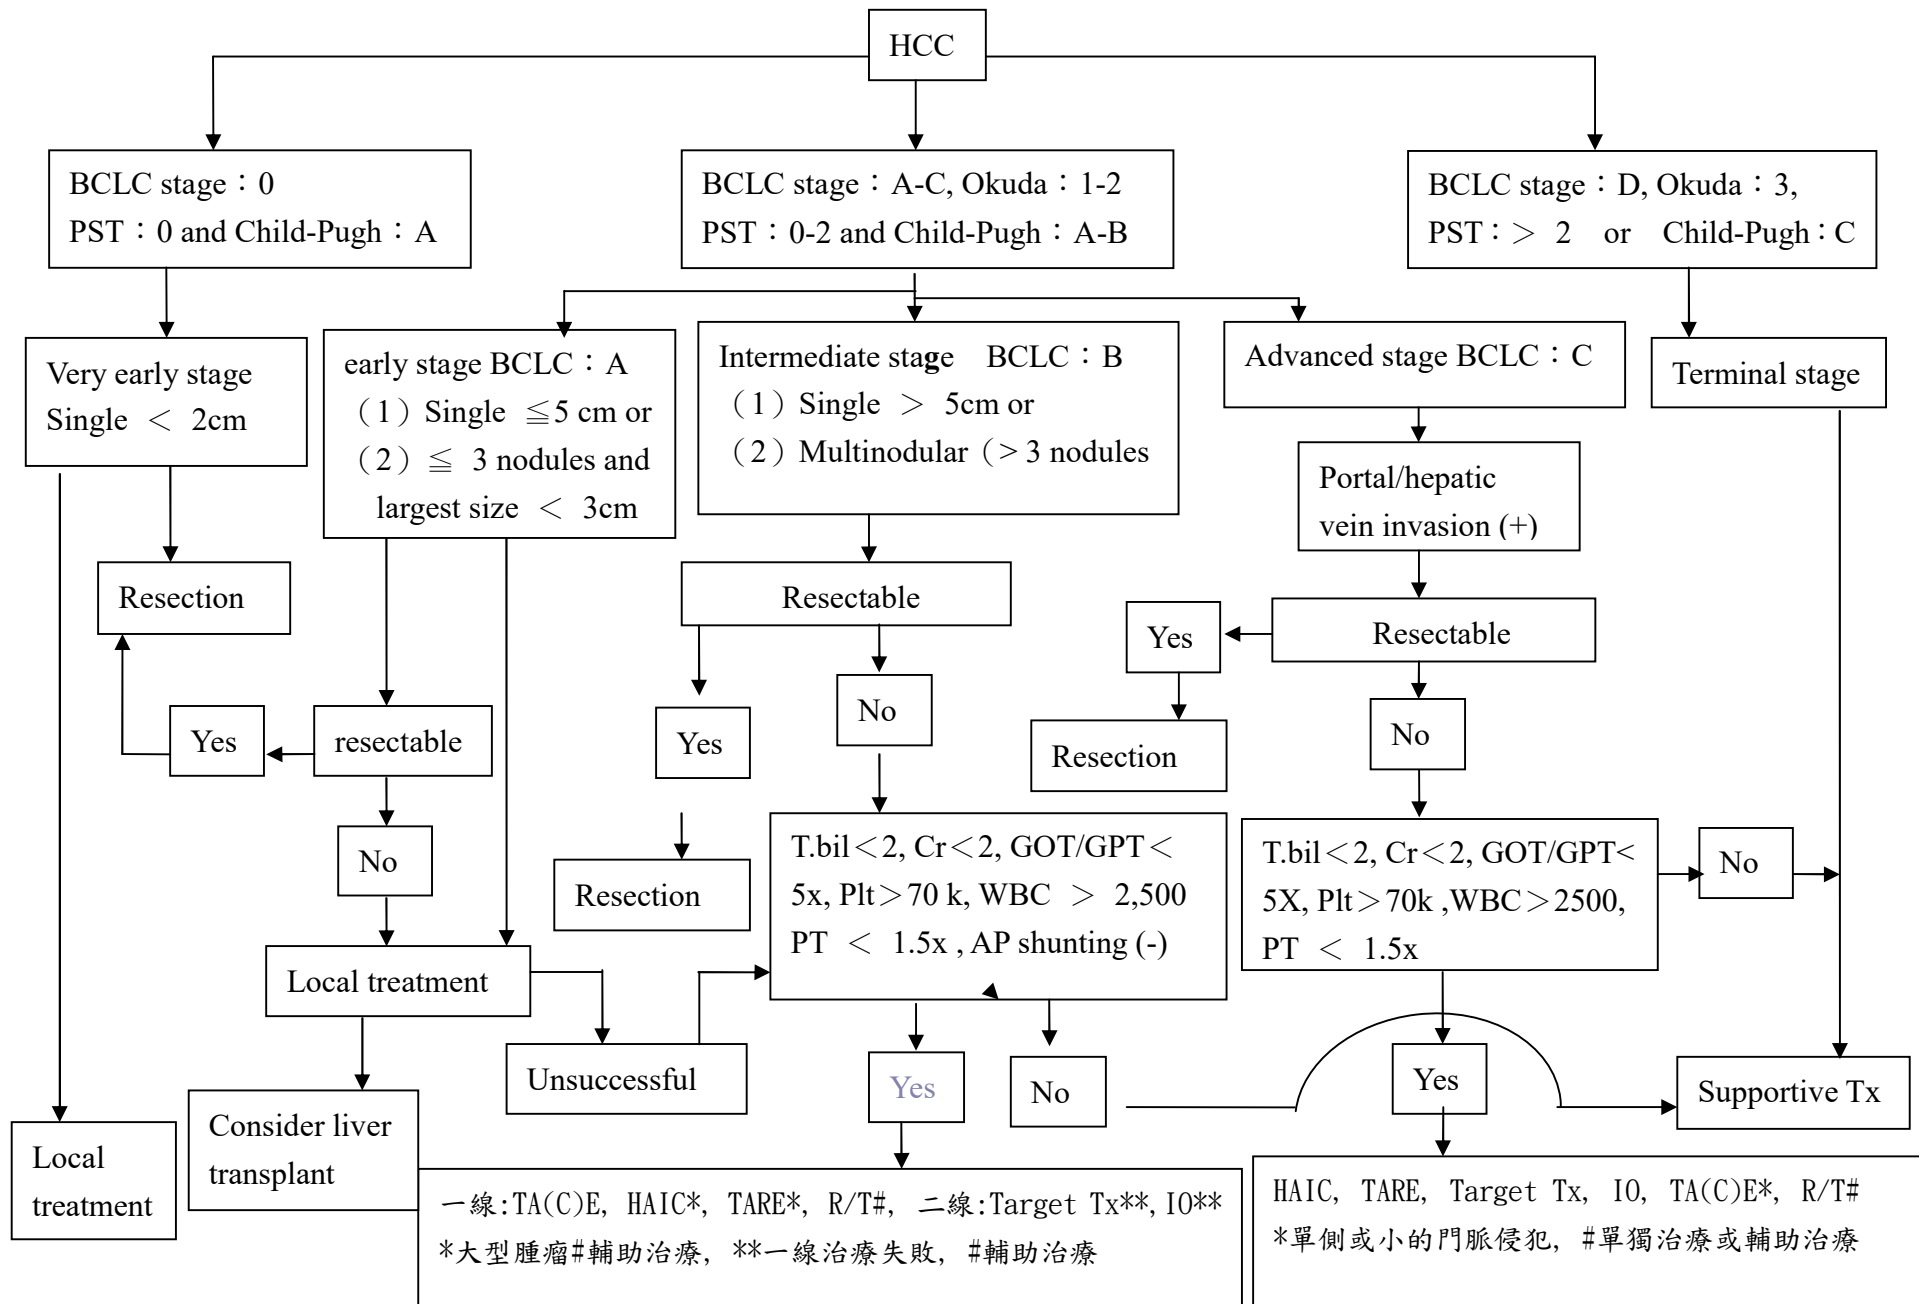 HCC
BCLC stage：0
PST：0 and Child-Pugh：A
BCLC stage：A-C, Okuda：1-2
PST：0-2 and Child-Pugh：A-B
BCLC stage：D, Okuda：3,
PST：＞ 2 or Child-Pugh：C
Very early stage
Single ＜ 2cm
early stage BCLC：A
（1）Single ≦5 cm or
（2）≦ 3 nodules and
largest size ＜ 3cm
Intermediate stage BCLC：B
（1）Single ＞ 5cm or
（2）Multinodular（> 3 nodules
Advanced stage BCLC：C
Terminal stage
Portal/hepatic
vein invasion (+)
Resection
Resectable
Yes
Resectable
Yes
resectable
Yes
No
Resection
No
No
Resection
T.bil＜2, Cr＜2, GOT/GPT＜
5x, Plt＞70 k, WBC ＞ 2,500
PT ＜ 1.5x , AP shunting (-)
T.bil＜2, Cr＜2, GOT/GPT<
5X, Plt＞70k ,WBC＞2500,
PT ＜ 1.5x
No
Local treatment
Unsuccessful
Yes
No
Yes
Supportive Tx
Local
treatment
Consider liver
transplant
一線:TA(C)E, HAIC*, TARE*, R/T#, 二線:Target Tx**, IO**
*大型腫瘤#輔助治療, **一線治療失敗, #輔助治療
HAIC, TARE, Target Tx, IO, TA(C)E*, R/T#
*單側或小的門脈侵犯, #單獨治療或輔助治療